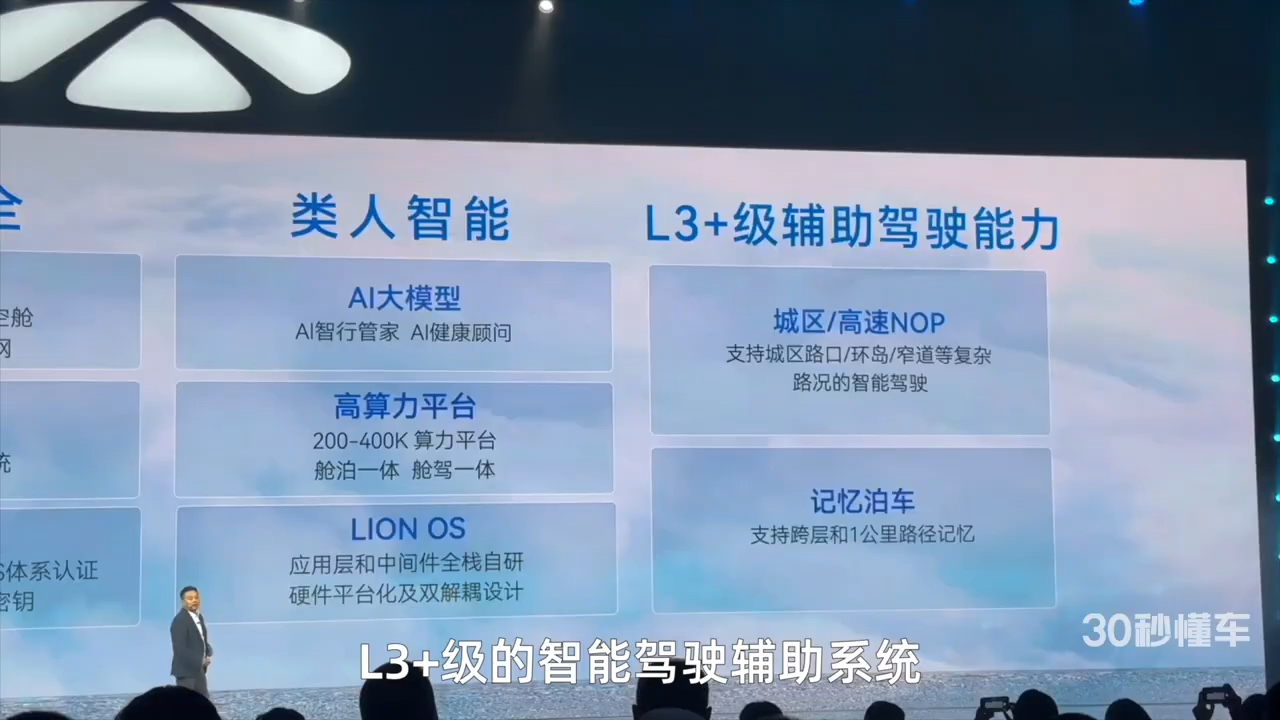 全
空舱
网
统
S体系认证
密钥
类人智能
AI大模型
AI智行管家 AI健康顾问
高算力平台
200-400K 算力平台
舱泊一体 舱驾一体
LION OS
应用层和中间件全栈自研
硬件平台化及双解耦设计
L3+级辅助驾驶能力
城区/高速NOP
支持城区路口/环岛/窄道等复杂
路况的智能驾驶
记忆泊车
支持跨层和1公里路径记忆
30秒懂车
L3+级的智能驾驶辅助系统